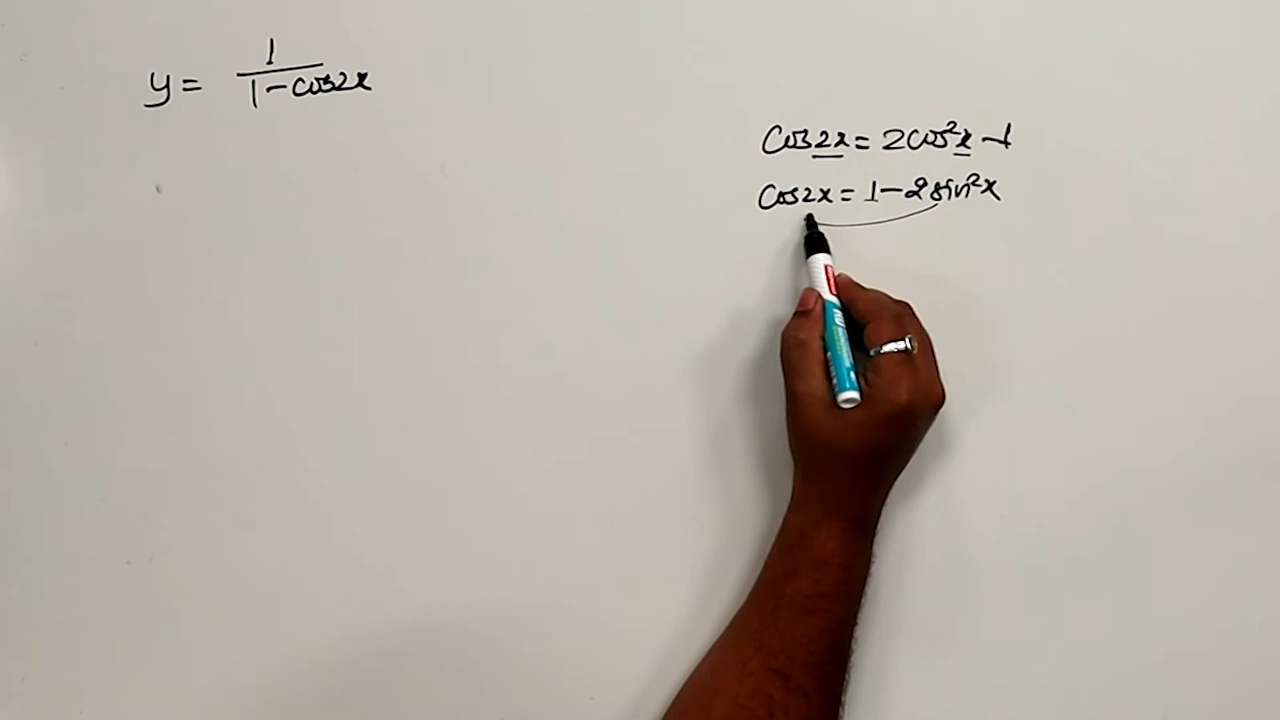 y = 1 / (1 - cos2x)
cos2x = 2cos²x - 1
cos2x = 1 - 2sin²x